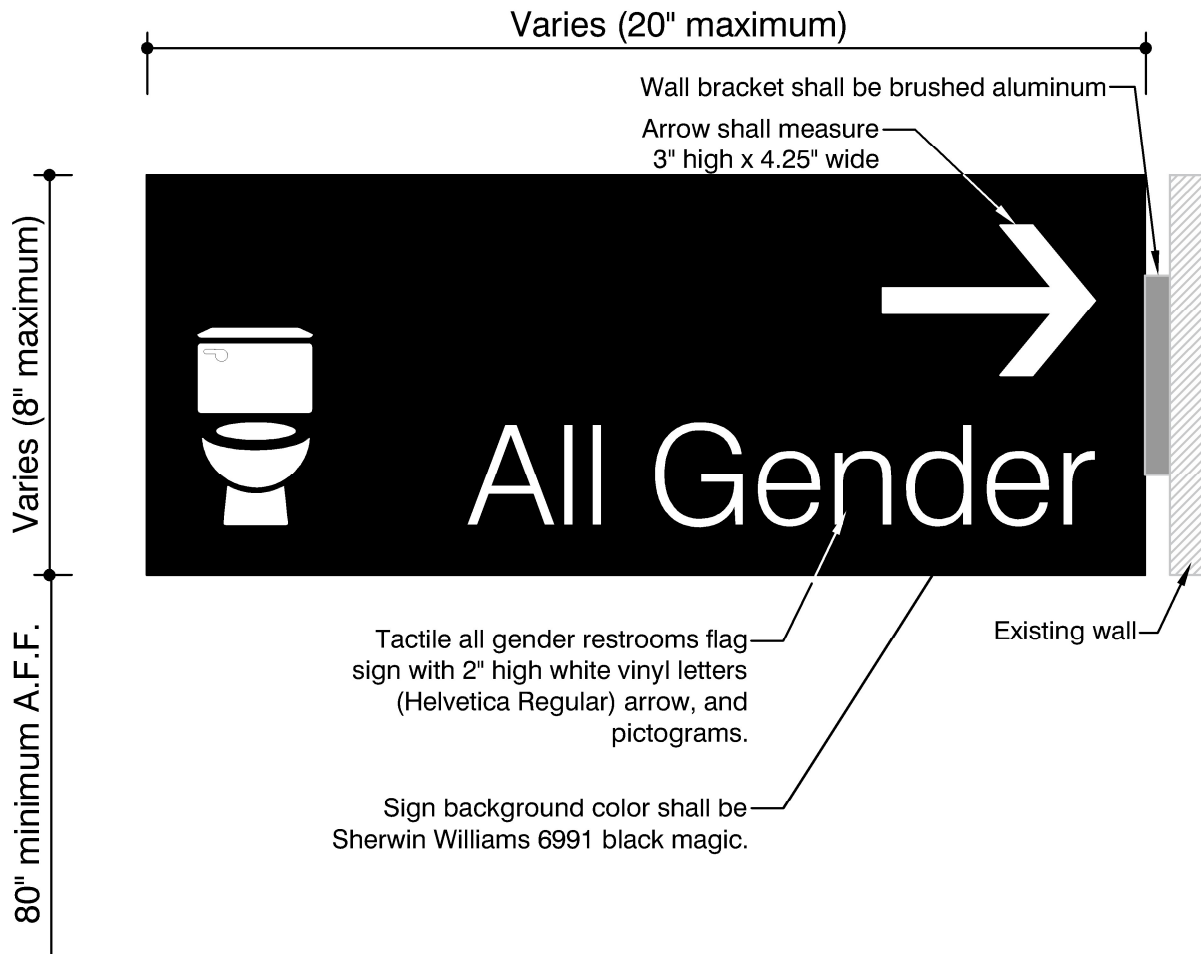 Varies (20" maximum)
Wall bracket shall be brushed aluminum
Arrow shall measure
3" high x 4.25" wide
Varies (8" maximum)
All Gender
80" minimum A.F.F.
Existing wall
Tactile all gender restrooms flag
sign with 2" high white vinyl letters
(Helvetica Regular) arrow, and
pictograms.
Sign background color shall be
Sherwin Williams 6991 black magic.